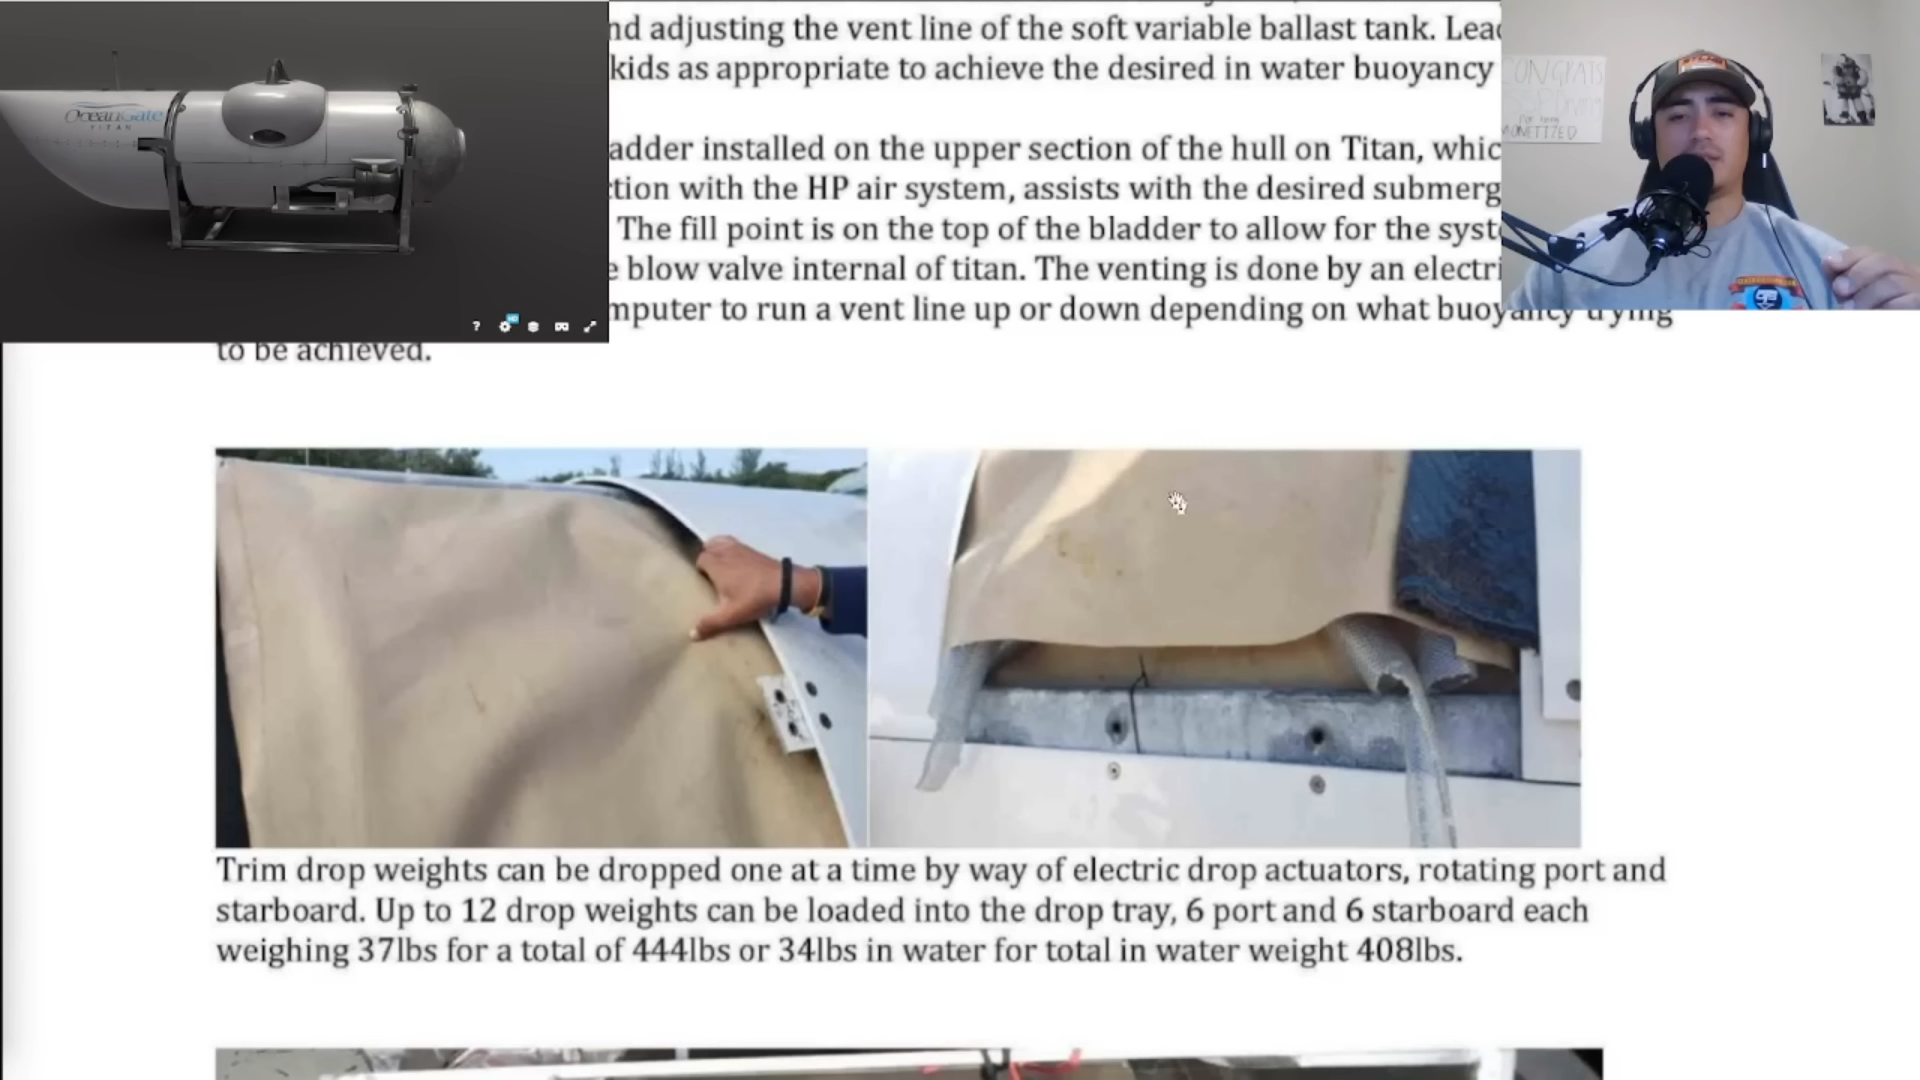 nd adjusting the vent line of the soft variable ballast tank. Lea
kids as appropriate to achieve the desired in water buoyancy
adder installed on the upper section of the hull on Titan, whic
ction with the HP air system, assists with the desired submerg
The fill point is on the top of the bladder to allow for the syst
e blow valve internal of titan. The venting is done by an electri
mputer to run a vent line up or down depending on what buoyancy trying
to be achieved.
Trim drop weights can be dropped one at a time by way of electric drop actuators, rotating port and
starboard. Up to 12 drop weights can be loaded into the drop tray, 6 port and 6 starboard each
weighing 37lbs for a total of 444lbs or 34lbs in water for total in water weight 408lbs.
OceanGate
TITAN
?
HD
CONGRATS
MONETIZED